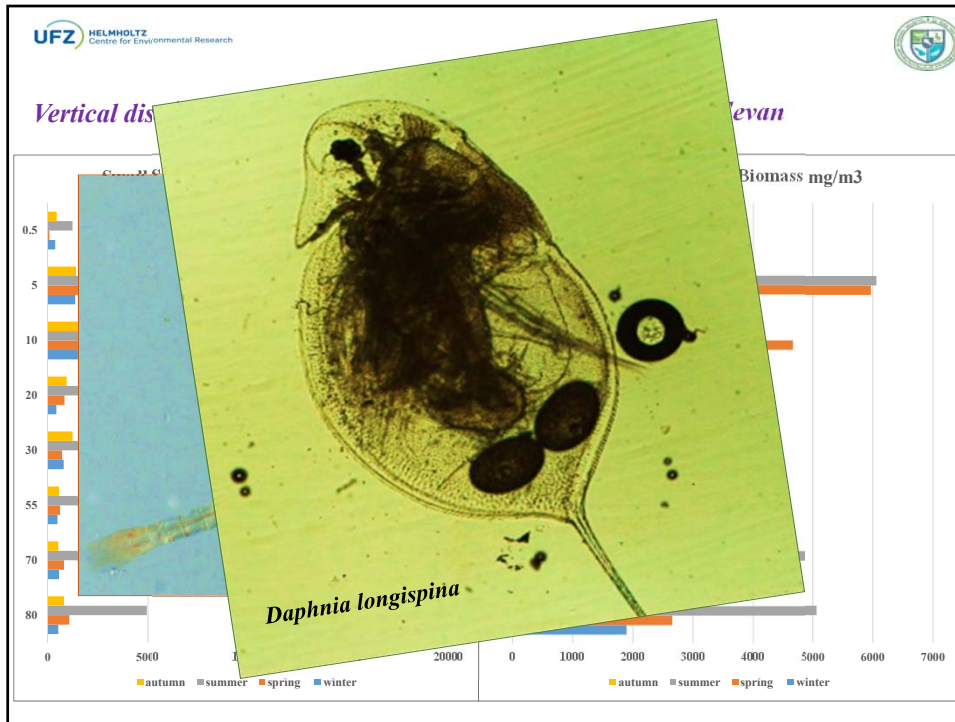 UFZ HELMHOLTZ
Centre for Environmental Research
Vertical
evan
Biomass mg/m3
0.5
5
10
20
30
55
70
80
0 5000 20000
0 1000 2000 3000 4000 5000 6000 7000
autumn summer spring winter
autumn summer spring winter
Daphnia longispina